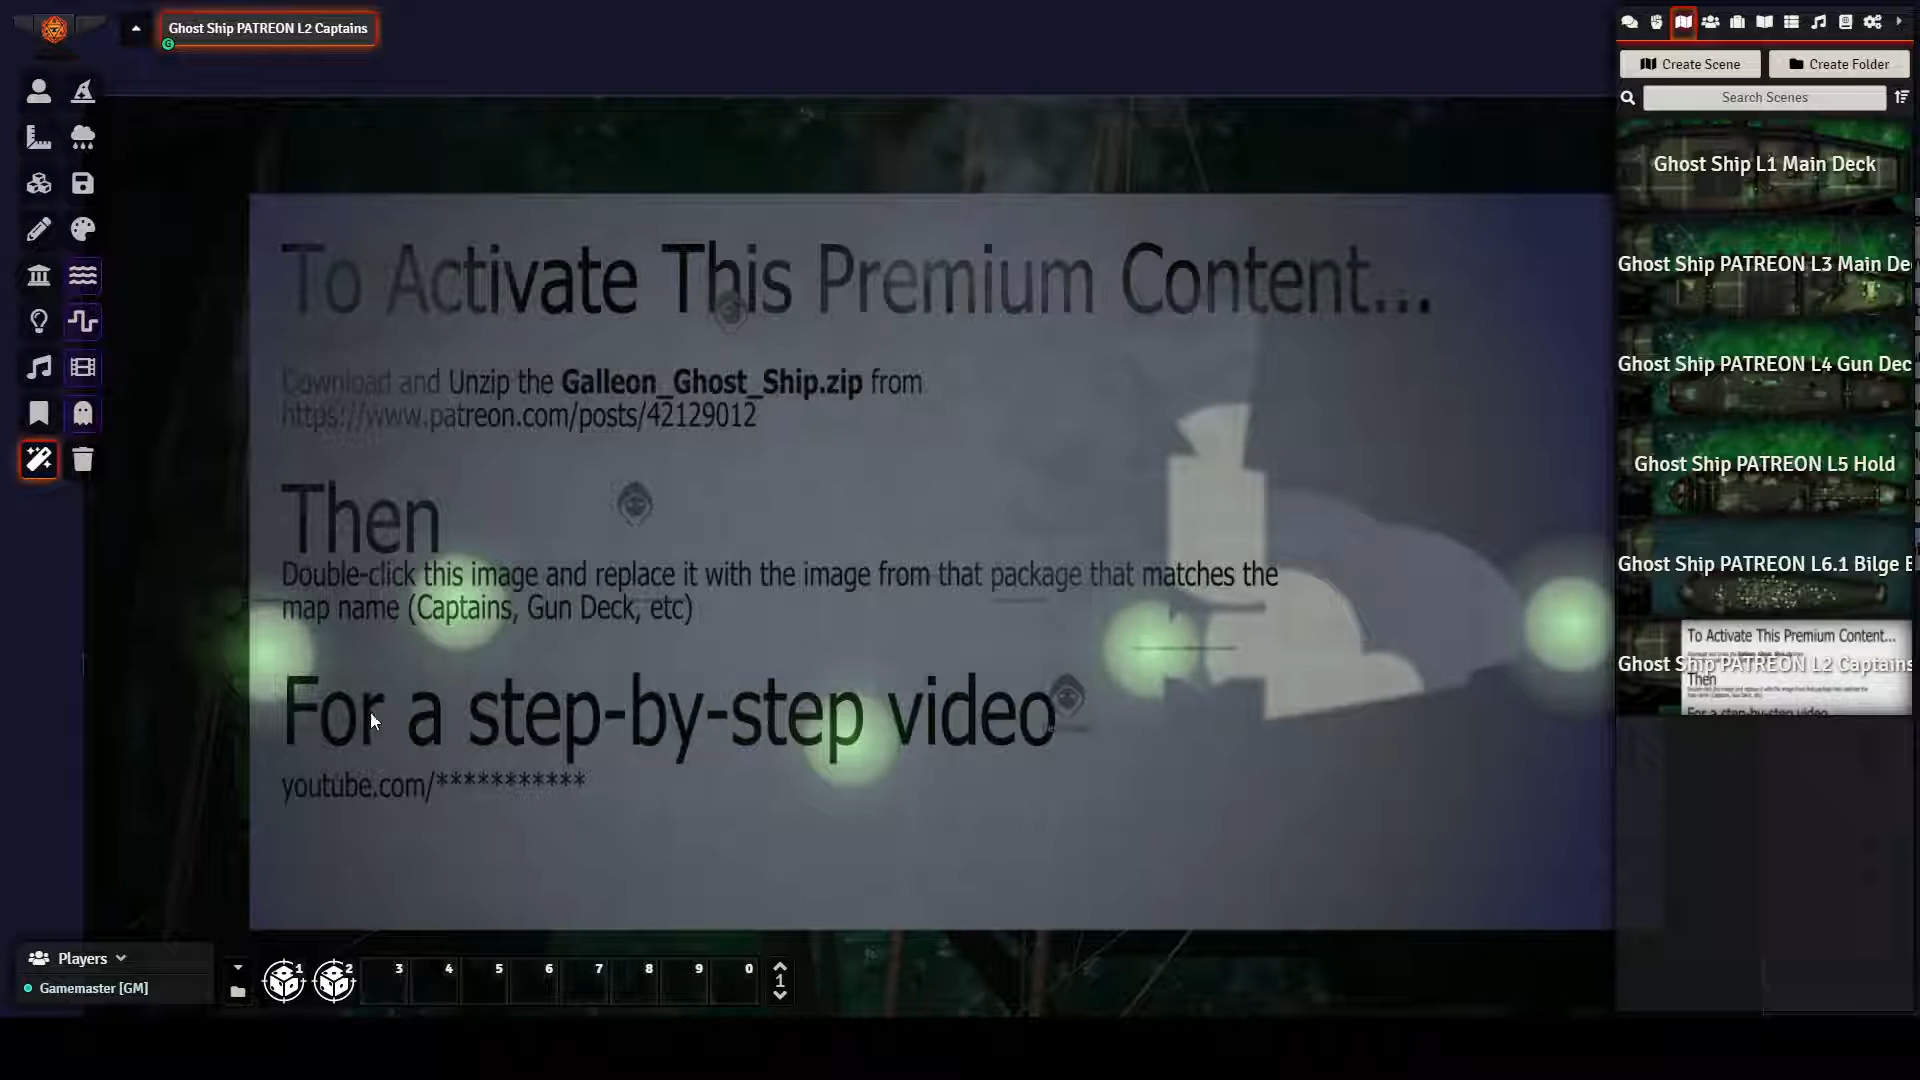 Ghost Ship PATREON L2 Captains
G
Create Scene
Create Folder
Search Scenes
Ghost Ship L1 Main Deck
Ghost Ship PATREON L3 Main De
Ghost Ship PATREON L4 Gun Dec
Ghost Ship PATREON L5 Hold
Ghost Ship PATREON L6.1 Bilge E
To Activate This Premium Content...
Ghost Ship PATREON L2 Captains
Then
For a step-by-step video
To Activate This Premium Content...
Download and Unzip the Galleon_Ghost_Ship.zip from
https://www.patreon.com/posts/42129012
Then
Double-click this image and replace it with the image from that package that matches the
map name (Captains, Gun Deck, etc)
For a step-by-step video
youtube.com/***********
Players
Gamemaster [GM]
1 2 3 4 5 6 7 8 9 0
1